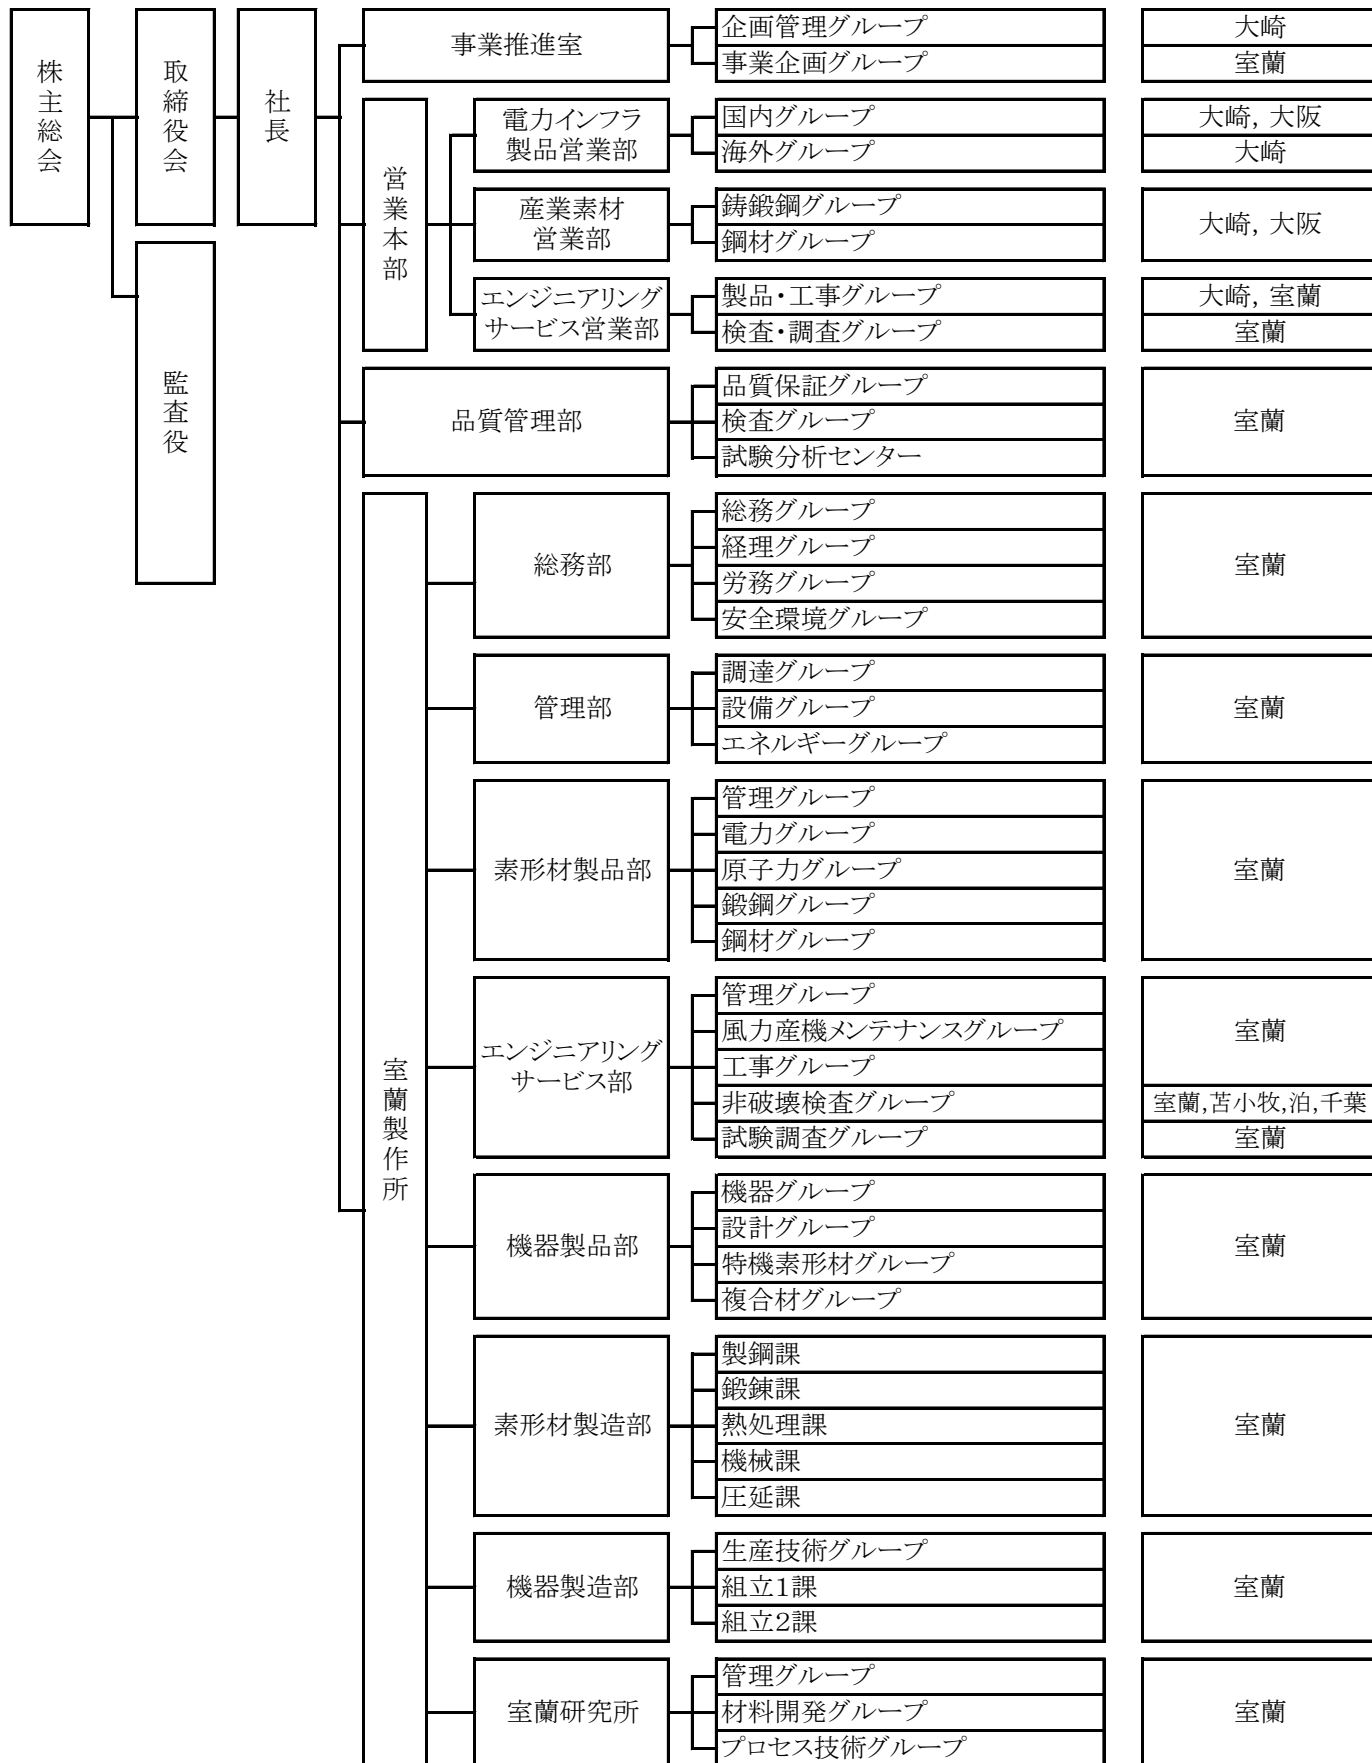 株主総会
取締役会
監査役
社長
事業推進室
企画管理グループ
大崎
事業企画グループ
室蘭
営業本部
電力インフラ
製品営業部
国内グループ
大崎, 大阪
海外グループ
大崎
産業素材
営業部
鋳鍛鋼グループ
鋼材グループ
大崎, 大阪
エンジニアリング
サービス営業部
製品・工事グループ
大崎, 室蘭
検査・調査グループ
室蘭
品質管理部
品質保証グループ
検査グループ
試験分析センター
室蘭
室蘭製作所
総務部
総務グループ
経理グループ
労務グループ
安全環境グループ
室蘭
管理部
調達グループ
設備グループ
エネルギーグループ
室蘭
素形材製品部
管理グループ
電力グループ
原子力グループ
鍛鋼グループ
鋼材グループ
室蘭
エンジニアリング
サービス部
管理グループ
風力産機メンテナンスグループ
工事グループ
室蘭
非破壊検査グループ
室蘭,苫小牧,泊,千葉
試験調査グループ
室蘭
機器製品部
機器グループ
設計グループ
特機素形材グループ
複合材グループ
室蘭
素形材製造部
製鋼課
鍛錬課
熱処理課
機械課
圧延課
室蘭
機器製造部
生産技術グループ
組立1課
組立2課
室蘭
室蘭研究所
管理グループ
材料開発グループ
プロセス技術グループ
室蘭